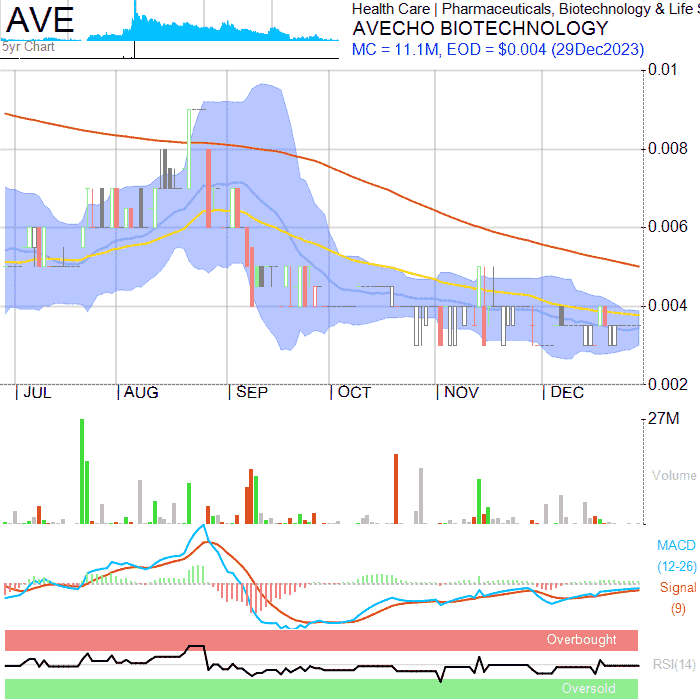 AVE
5yr Chart
Health Care | Pharmaceuticals, Biotechnology & Life S
AVECHO BIOTECHNOLOGY
MC = 11.1M, EOD = $0.004 (29Dec2023)
0.01
0.008
0.006
0.004
0.002
| JUL | AUG | SEP | OCT | NOV | DEC
27M
Volume
MACD
(12-26)
Signal
(9)
Overbought
RSI(14)
Oversold